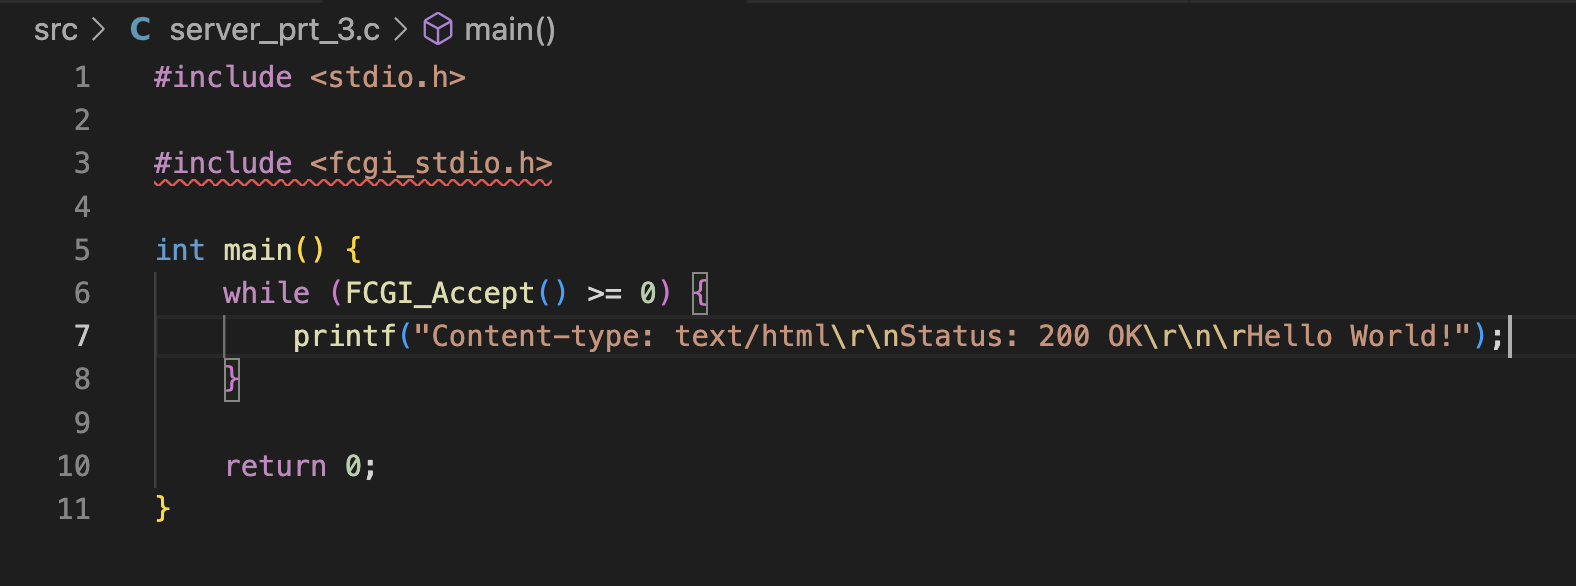 src > C server_prt_3.c > main()
1 #include <stdio.h>
2
3 #include <fcgi_stdio.h>
4
5 int main() {
6     while (FCGI_Accept() >= 0) {
7         printf("Content-type: text/html\r\nStatus: 200 OK\r\n\rHello World!");
8     }
9
10     return 0;
11 }